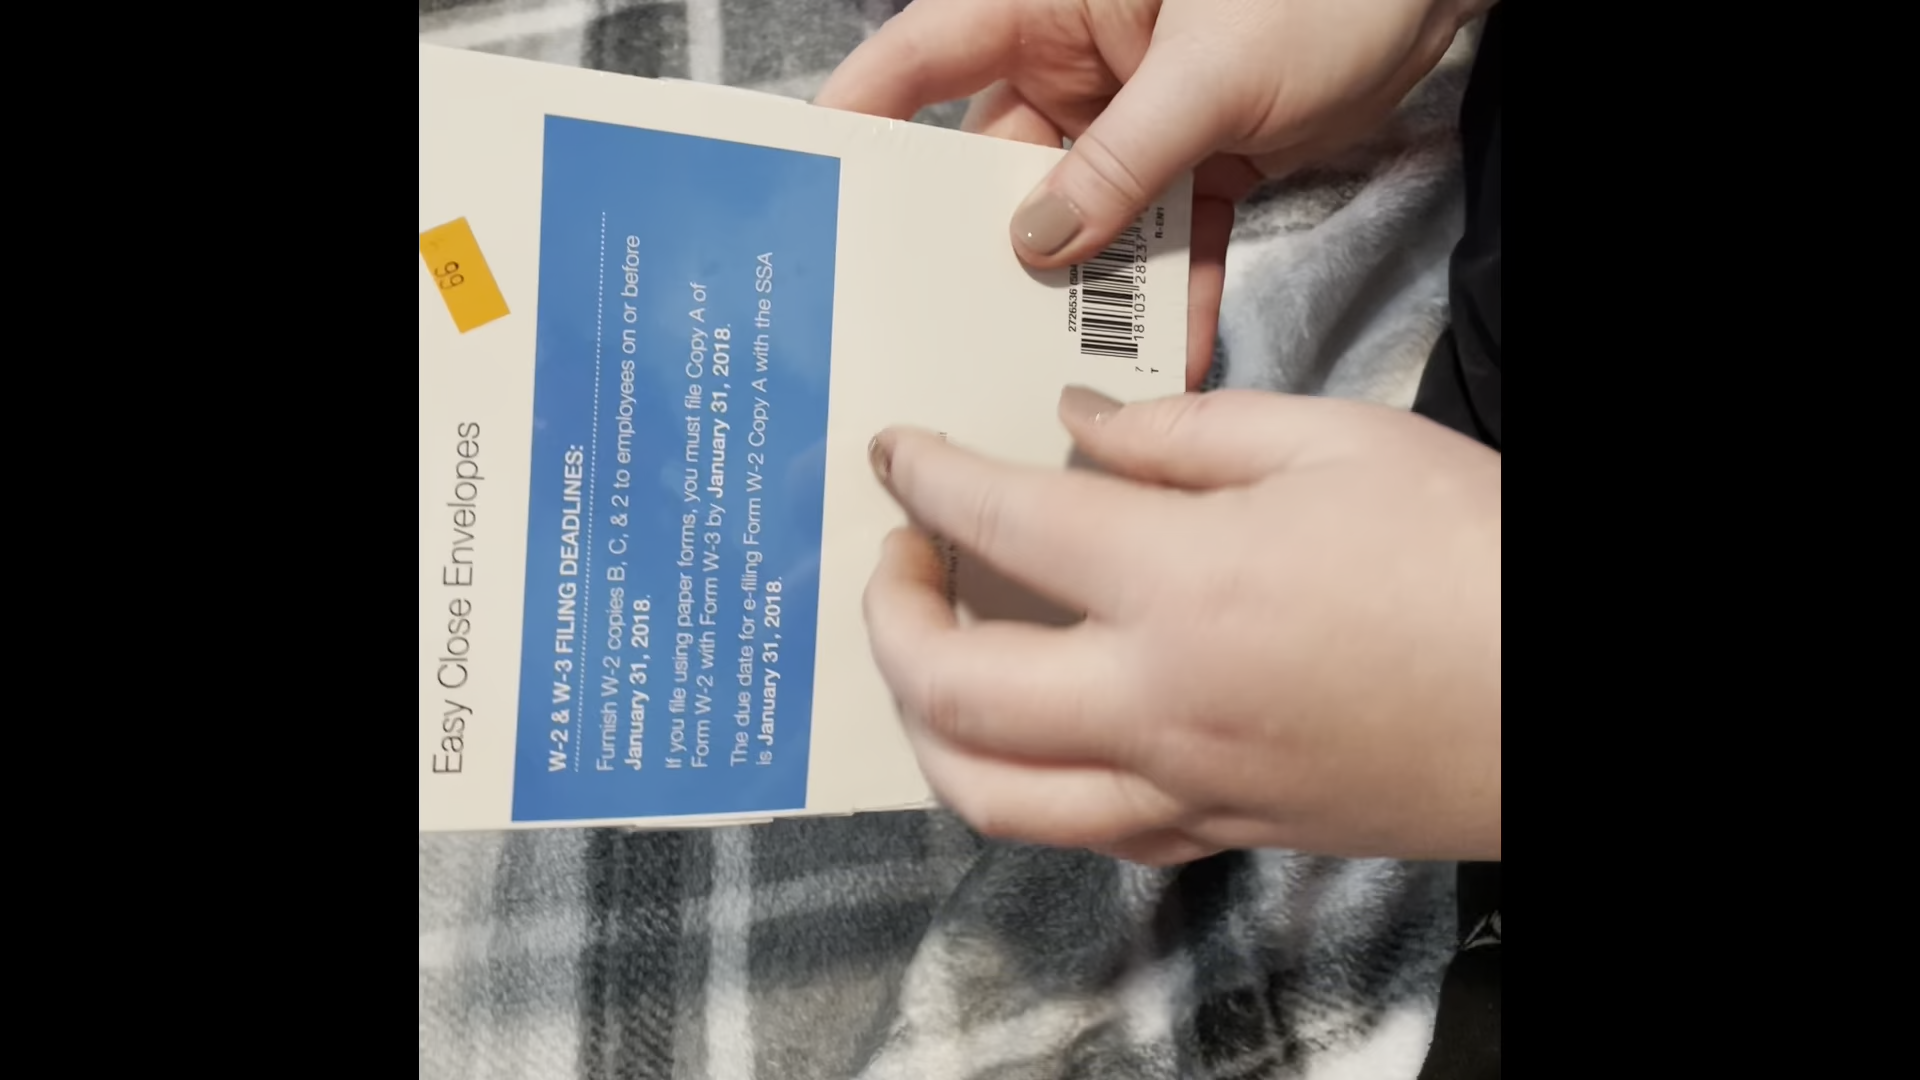 Easy Close Envelopes
W-2 & W-3 FILING DEADLINES:
Furnish W-2 copies B, C, & 2 to employees on or before
January 31, 2018.
If you file using paper forms, you must file Copy A of
Form W-2 with Form W-3 by January 31, 2018.
The due date for e-filing Form W-2 Copy A with the SSA
is January 31, 2018.
2726536
7 18103 28237
T